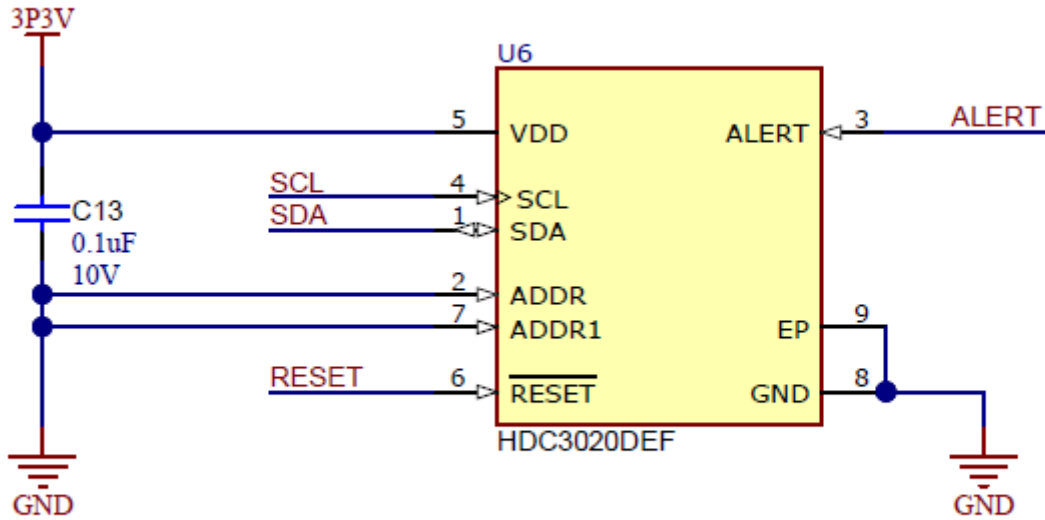 3P3V
U6
5 VDD
ALERT 3 ALERT
SCL 4 SCL
SDA 1 SDA
C13
0.1uF
10V
2 ADDR
7 ADDR1
EP 9
RESET 6 RESET
GND 8
HDC3020DEF
GND
GND